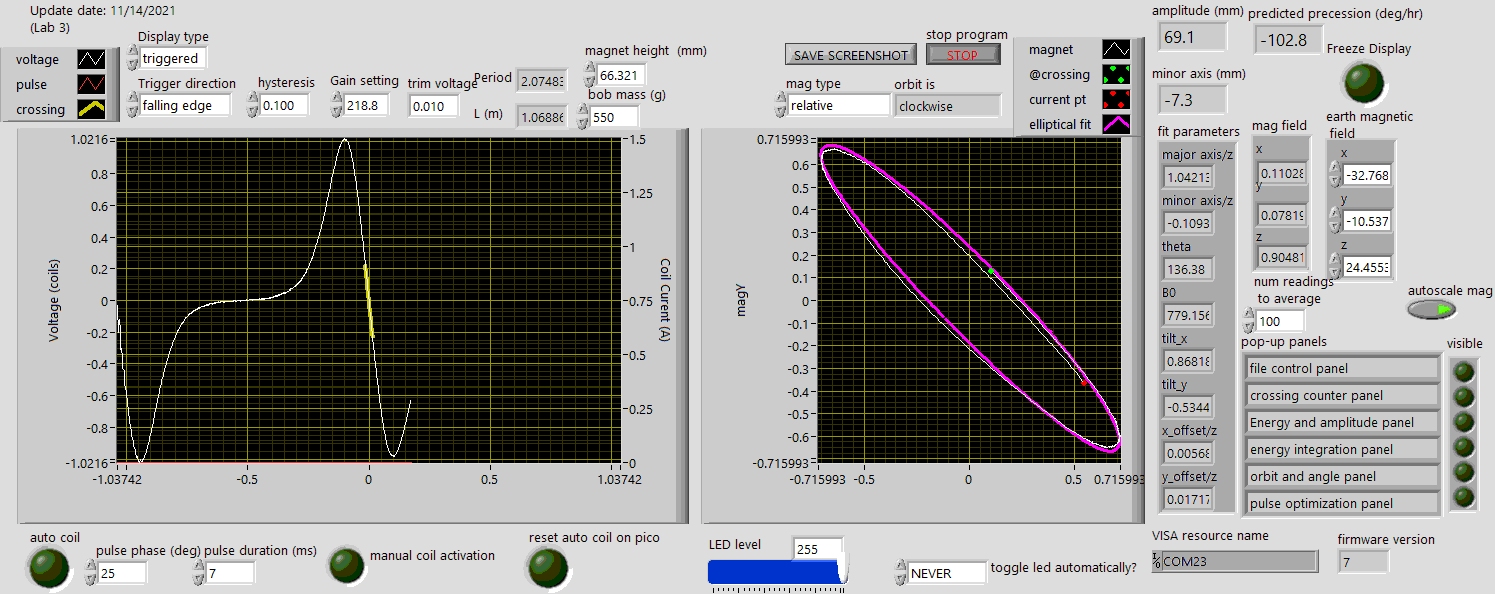 Update date: 11/14/2021
(Lab 3)
voltage
pulse
crossing
Display type
triggered
Trigger direction
falling edge
hysteresis
0.100
Gain setting
218.8
trim voltage
0.010
Period
2.0748
L (m)
1.0688
magnet height (mm)
66.321
bob mass (g)
550
SAVE SCREENSHOT
stop program
STOP
mag type
relative
orbit is
clockwise
magnet
@crossing
current pt
elliptical fit
amplitude (mm)
69.1
predicted precession (deg/hr)
-102.8
minor axis (mm)
-7.3
Freeze Display
Voltage (coils)
1.0216
0.8
0.6
0.4
0.2
0
-0.2
-0.4
-0.6
-0.8
-1.0216
-1.03742
-0.5
0
0.5
1.03742
1.5
1.25
1
0.75
0.5
0.25
0
Coil Current (A)
magy
0.715993
0.6
0.5
0.4
0.3
0.2
0.1
0
-0.1
-0.2
-0.3
-0.4
-0.5
-0.6
-0.715993
-0.715993
-0.5
0
0.5
0.715993
fit parameters
major axis/z
1.0421
minor axis/z
-0.1093
theta
136.38
B0
779.156
tilt_x
0.8681
tilt_y
-0.5344
x_offset/z
0.0056
y_offset/z
0.0171
mag field
x
0.1102
y
0.0781
z
0.90481
earth magnetic
field
x
-32.768
y
-10.537
z
24.455
num readings
to average
100
autoscale mag
pop-up panels
visible
file control panel
crossing counter panel
Energy and amplitude panel
energy integration panel
orbit and angle panel
pulse optimization panel
auto coil
pulse phase (deg)
25
pulse duration (ms)
7
manual coil activation
reset auto coil on pico
LED level
255
NEVER
toggle led automatically?
VISA resource name
COM23
firmware version
7